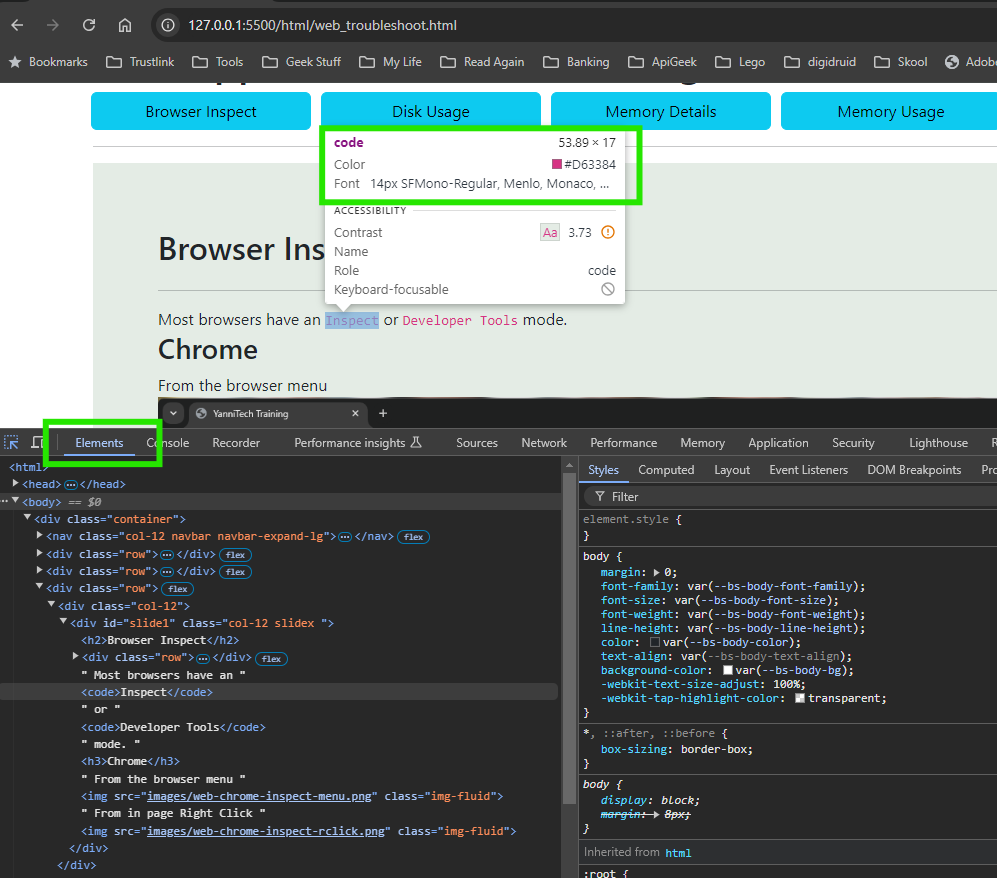 127.0.0.1:5500/html/web_troubleshoot.html
Bookmarks Trustlink Tools Geek Stuff My Life Read Again Banking ApiGeek Lego digidruid Skool Adobe
Browser Inspect Disk Usage Memory Details Memory Usage
code 53.89 × 17
Color #D63384
Font 14px SFMono-Regular, Menlo, Monaco, ...
ACCESSIBILITY
Contrast Aa 3.73
Name
Role code
Keyboard-focusable
Browser Ins
Most browsers have an Inspect or Developer Tools mode.
Chrome
From the browser menu
YanniTech Training × +
Elements Console Recorder Performance insights Sources Network Performance Memory Application Security Lighthouse R
<html>
<head> ... </head>
... <body> == $0
<div class="container">
<nav class="col-12 navbar navbar-expand-lg"> ... </nav> flex
<div class="row"> ... </div> flex
<div class="row"> ... </div> flex
<div class="row"> flex
<div class="col-12">
<div id="slide1" class="col-12 slidex ">
<h2>Browser Inspect</h2>
<div class="row"> ... </div> flex
" Most browsers have an "
<code>Inspect</code>
" or "
<code>Developer Tools</code>
" mode. "
<h3>Chrome</h3>
" From the browser menu "
<img src="images/web-chrome-inspect-menu.png" class="img-fluid">
" From in page Right Click "
<img src="images/web-chrome-inspect-rclick.png" class="img-fluid">
</div>
</div>
Styles Computed Layout Event Listeners DOM Breakpoints Pro
Filter
element.style {
}
body {
margin: 0;
font-family: var(--bs-body-font-family);
font-size: var(--bs-body-font-size);
font-weight: var(--bs-body-font-weight);
line-height: var(--bs-body-line-height);
color: var(--bs-body-color);
text-align: var(--bs-body-text-align);
background-color: var(--bs-body-bg);
-webkit-text-size-adjust: 100%;
-webkit-tap-highlight-color: transparent;
}
*, ::after, ::before {
box-sizing: border-box;
}
body {
display: block;
margin: 8px;
}
Inherited from html
:root {